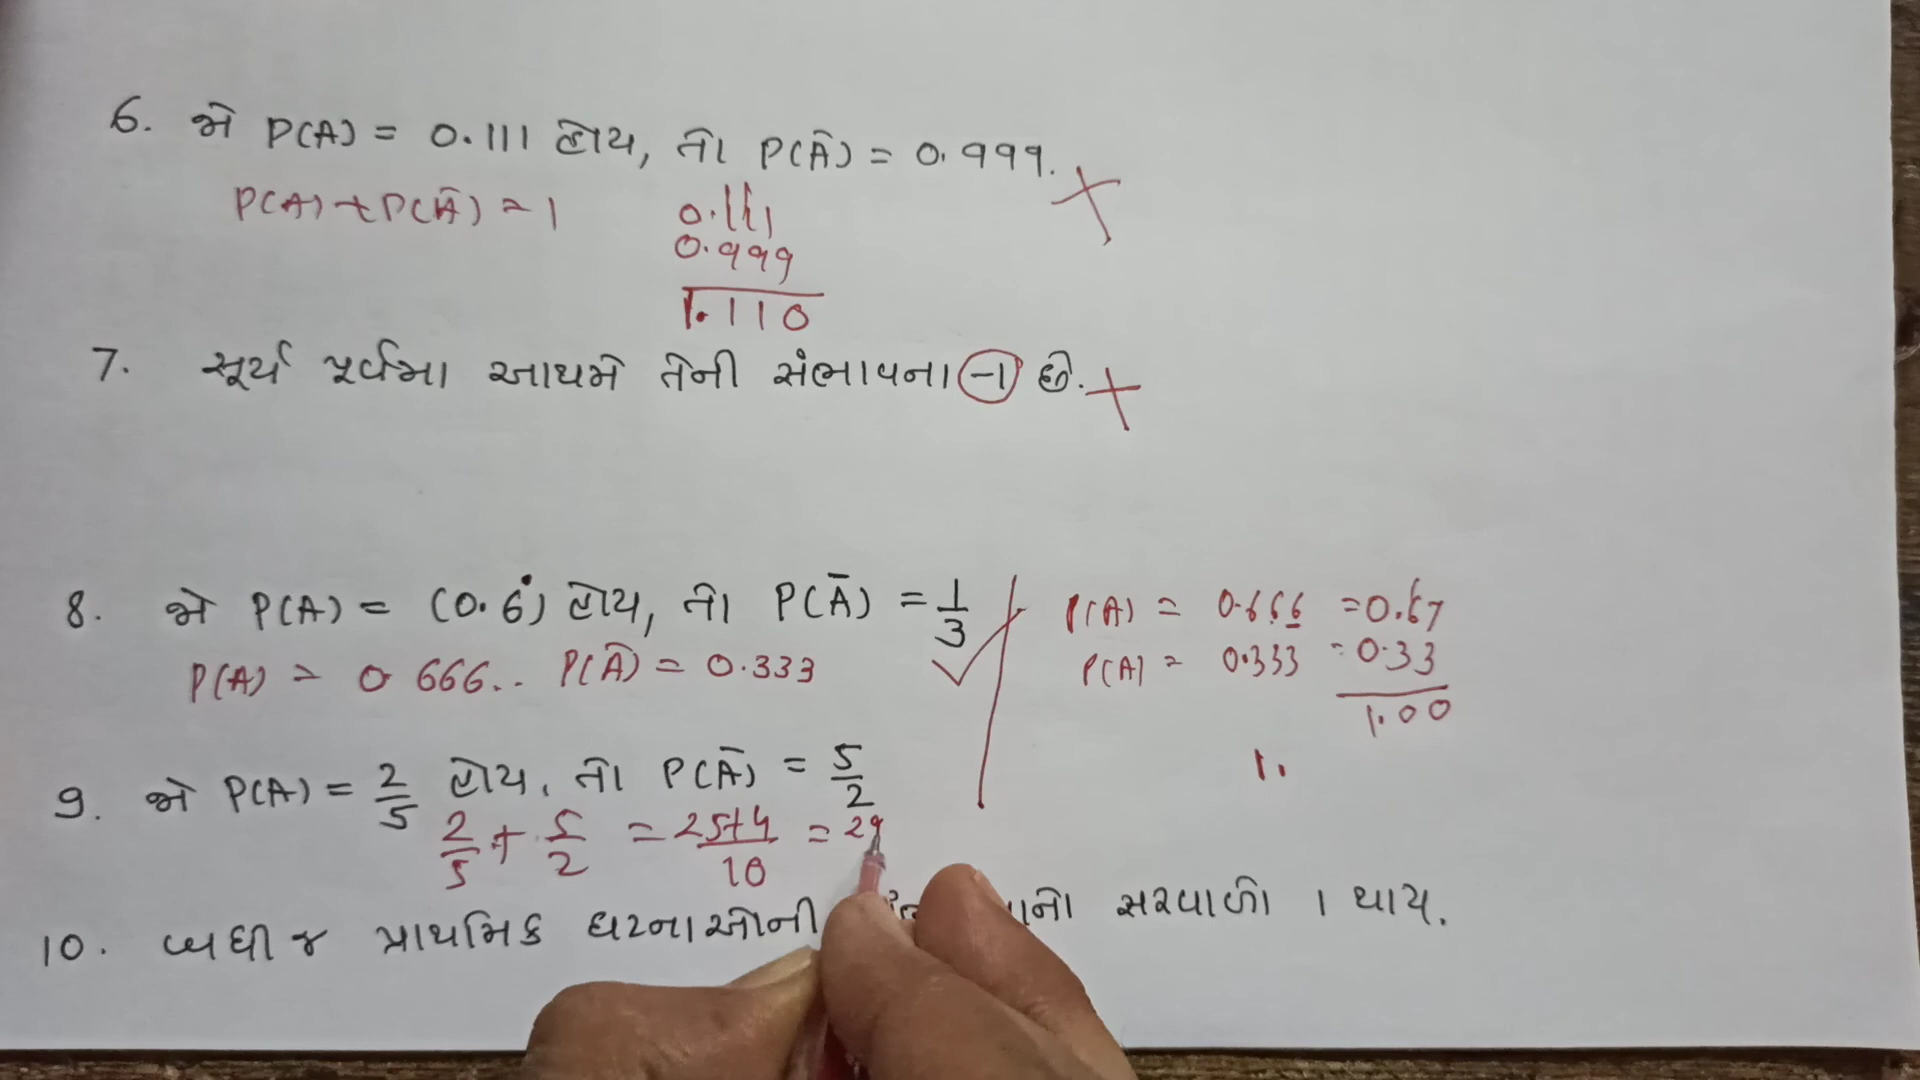 6. જો P(A) = 0.111 હોય, તો P(Ā) = 0.999.
P(A) + P(Ā) = 1
0.111
0.999
1.110
7. સૂર્ય પૂર્વમાં આથમે તેની સંભાવના -1 છે.
8. જો P(A) = (0.6̇) હોય, તો P(Ā) = 1/3
P(A) = 0.666.. P(Ā) = 0.333
P(A) = 0.666 = 0.67
P(A) = 0.333 = 0.33
1.00
1.
9. જો P(A) = 2/5 હોય, તો P(Ā) = 5/2
2/5 + 5/2 = 25+4/10 = 29
10. બધી જ પ્રાથમિક ઘટનાઓની સરવાળો 1 થાય.